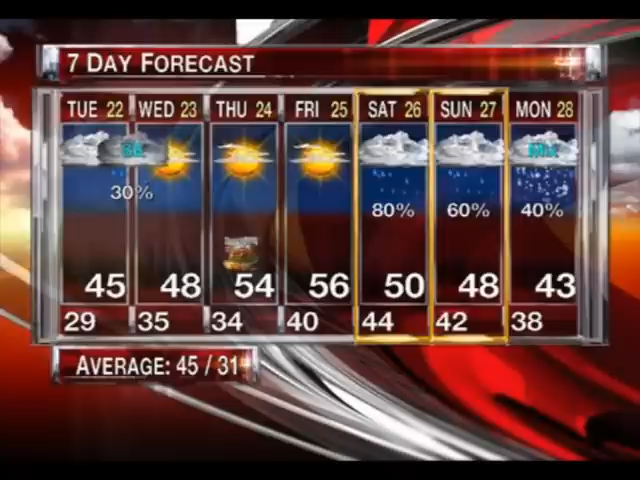 7 DAY FORECAST
TUE 22 WED 23 THU 24 FRI 25 SAT 26 SUN 27 MON 28
Mix
30% 80% 60% 40%
45 48 54 56 50 48 43
29 35 34 40 44 42 38
AVERAGE: 45 / 31